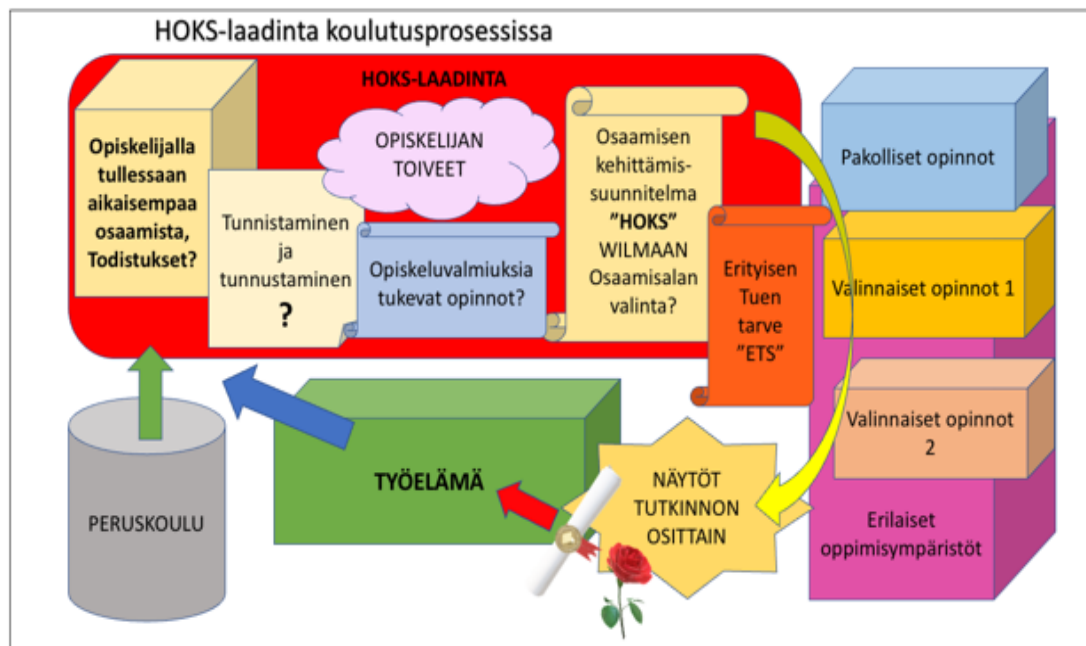 HOKS-laadinta koulutusprosessissa
HOKS-LAADINTA
Opiskelijalla
tullessaan
aikaisempaa
osaamista,
Todistukset?
Tunnistaminen
ja
tunnustaminen
?
OPISKELIJAN
TOIVEET
Opiskeluvalmiuksia
tukevat opinnot?
Osaamisen
kehittämis-
suunnitelma
”HOKS”
WILMAAN
Osaamisalan
valinta?
Erityisen
Tuen
tarve
”ETS”
Pakolliset opinnot
Valinnaiset opinnot 1
Valinnaiset opinnot
2
Erilaiset
oppimisympäristöt
PERUSKOULU
TYÖELÄMÄ
NÄYTÖT
TUTKINNON
OSITTAIN